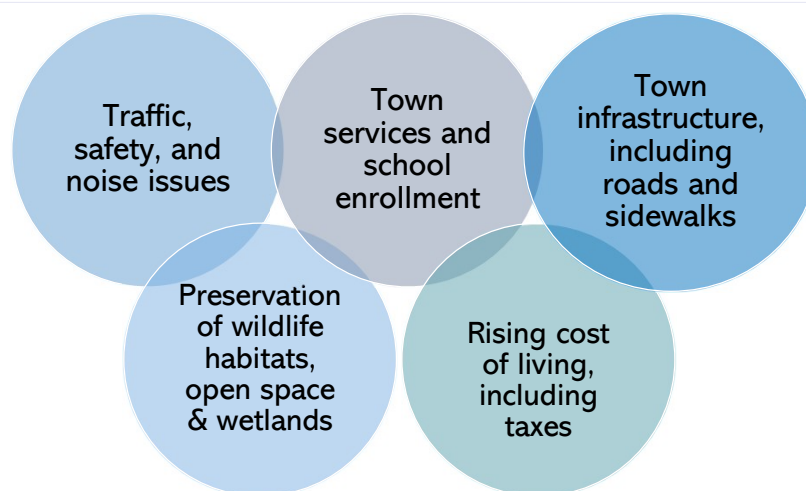 Traffic,
safety, and
noise issues
Town
services and
school
enrollment
Town
infrastructure,
including
roads and
sidewalks
Preservation
of wildlife
habitats,
open space
& wetlands
Rising cost
of living,
including
taxes